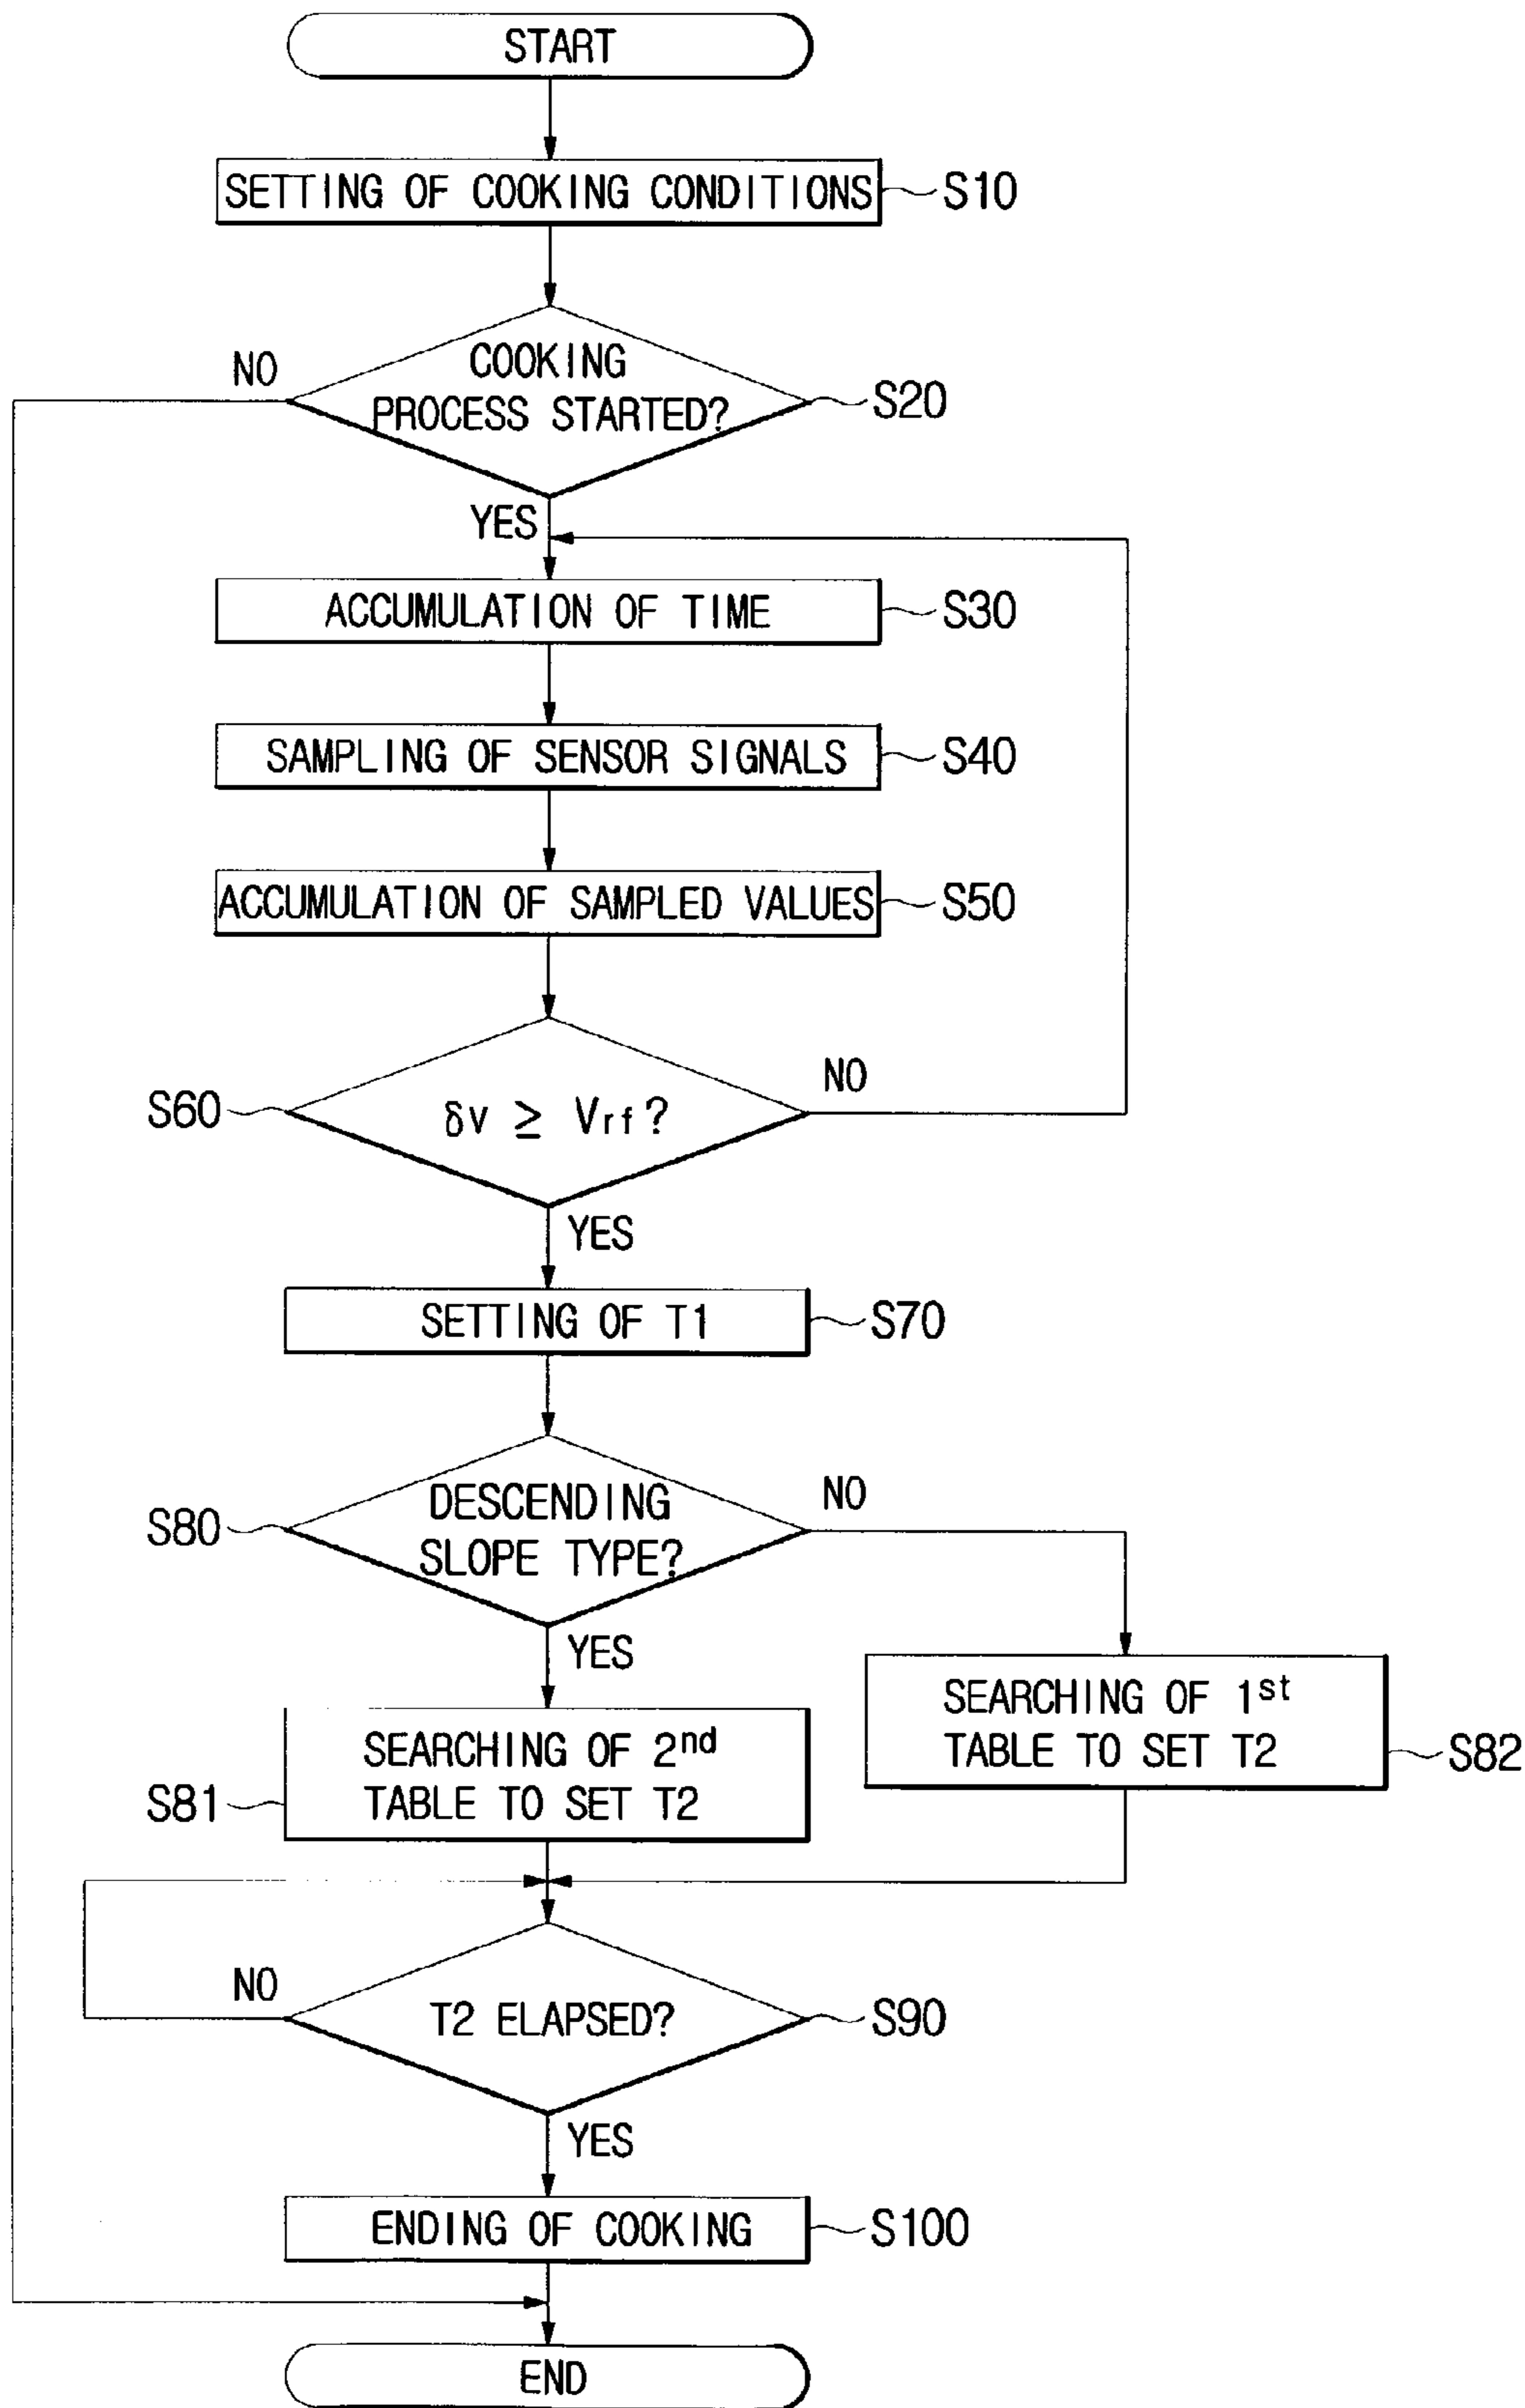 START
SETTING OF COOKING CONDITIONS
S10
NO
COOKING
PROCESS STARTED?
S20
YES
ACCUMULATION OF TIME
S30
SAMPLING OF SENSOR SIGNALS
S40
ACCUMULATION OF SAMPLED VALUES
S50
NO
S60
δv ≥ Vrf?
YES
SETTING OF T1
S70
NO
DESCENDING
SLOPE TYPE?
S80
YES
SEARCHING OF 1st
TABLE TO SET T2
S82
SEARCHING OF 2nd
TABLE TO SET T2
S81
NO
T2 ELAPSED?
S90
YES
ENDING OF COOKING
S100
END